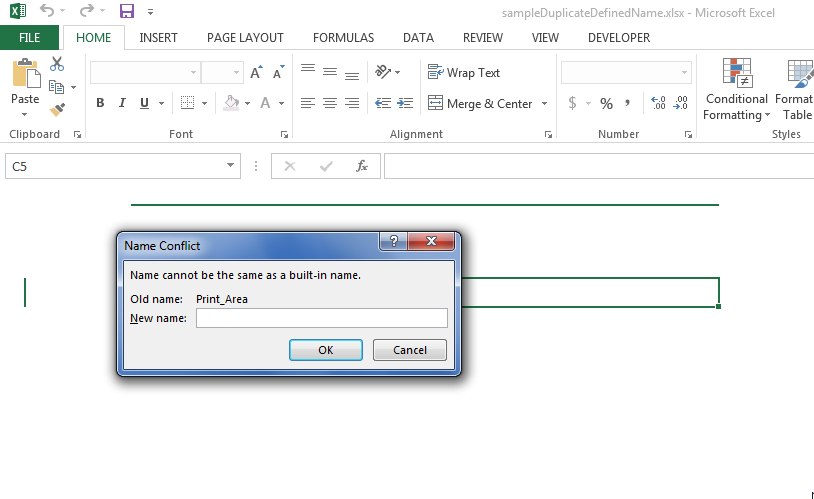 sampleDuplicateDefinedName.xlsx - Microsoft Excel
FILE HOME INSERT PAGE LAYOUT FORMULAS DATA REVIEW VIEW DEVELOPER
Paste
B I U
A A
A
Wrap Text
Merge & Center
$ % ,
Conditional
Formatting
Format
Table
Clipboard Font Alignment Number Styles
C5
fx
Name Conflict
Name cannot be the same as a built-in name.
Old name: Print_Area
New name:
OK Cancel